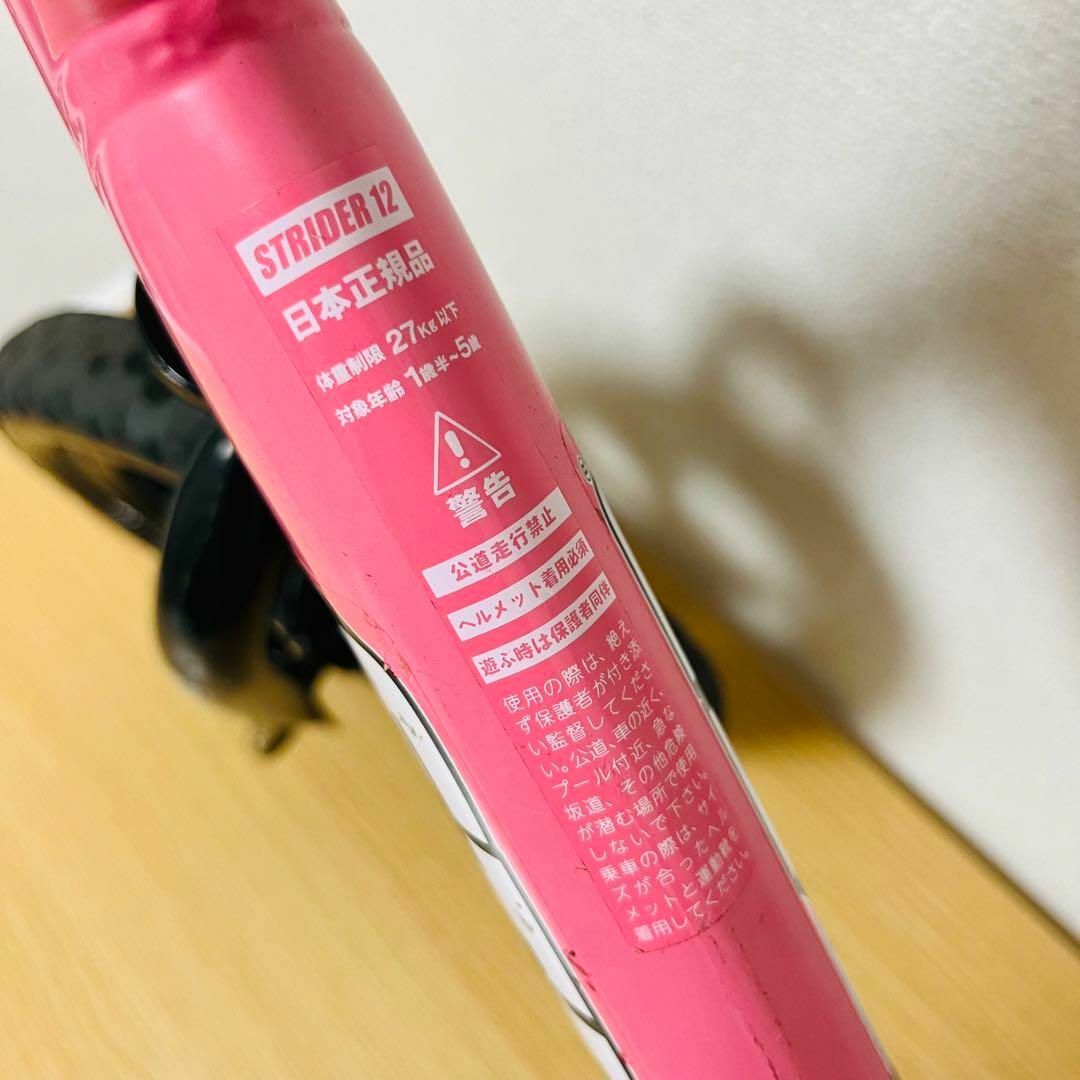 STRIDER 12
日本正規品
体重制限 27Kg以下
対象年齢 1歳半～5歳
警告
公道走行禁止
ヘルメット着用必須
遊ぶ時は保護者同伴
使用の際は、絶え
ず保護者が付き添
い監督してくださ
い。公道、車の近く、
プール付近、急な
坂道、その他危険
が潜む場所で使用
しないで下さい。
乗車の際は、サイ
ズが合ったヘル
メットと運動靴を
着用してください。